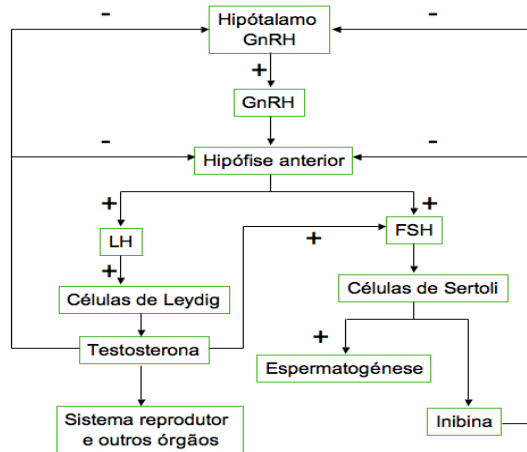 -
-
Hipótalamo
GnRH
+
GnRH
-
-
Hipófise anterior
+
+
LH
+
FSH
+
Células de Leydig
Células de Sertoli
Testosterona
+
Espermatogénese
Sistema reprodutor
e outros órgãos
Inibina